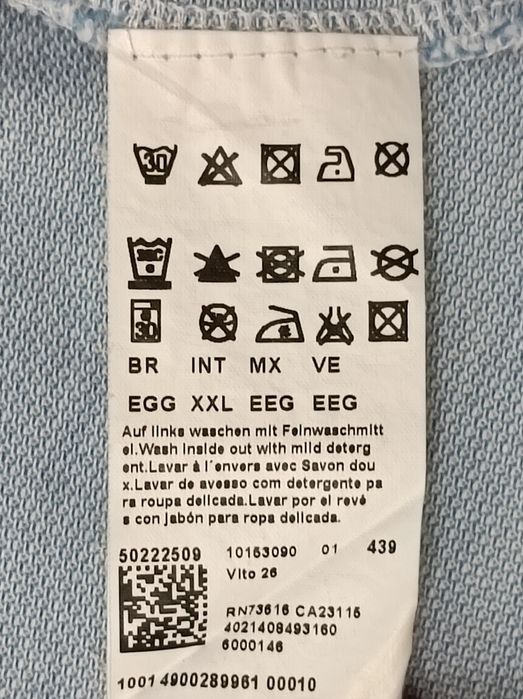 30
30C
30
BR INT MX VE
EGG XXL EEG EEG
Auf links waschen mit Feinwaschmitt
el.Wash inside out with mild deterg
ent.Lavar à l´envers avec Savon dou
x.Lavar de avesso com detergente pa
ra roupa delicada.Lavar por el revé
s con jabón para ropa delicada.
50222509 10153090 01 439
Vito 26
RN73616 CA23115
4021408493160
6000146
1001 4900289961 00010